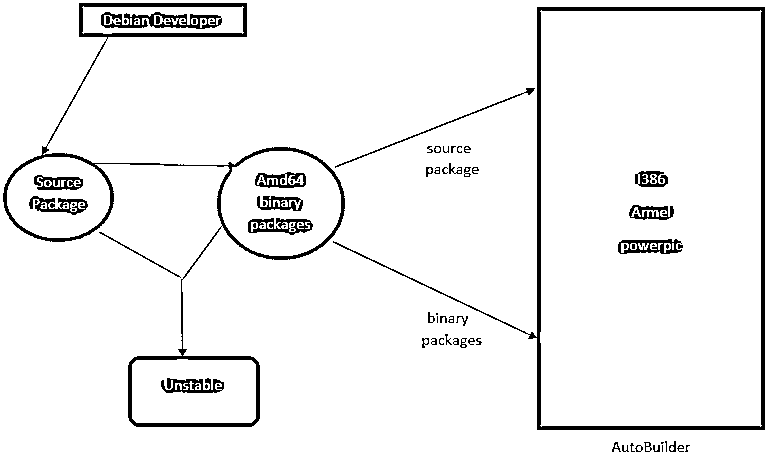 Debian Developer
Source
Package
Amd64
binary
packages
source
package
I386
Armel
powerpic
binary
packages
Unstable
AutoBuilder